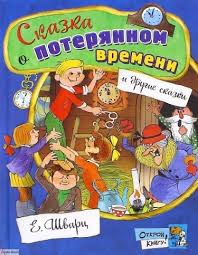 Сказка
о потерянном
времени
и другие сказки
Е. Шварц
Открой
книгу!